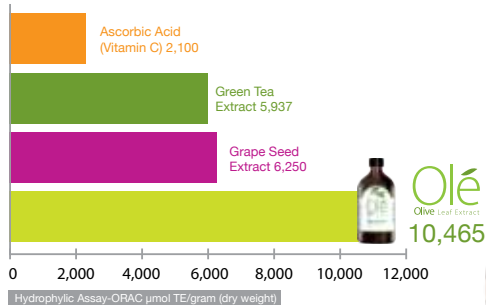 Ascorbic Acid
(Vitamin C) 2,100
Green Tea
Extract 5,937
Grape Seed
Extract 6,250
Olé
Olé
Olive Leaf Extract
10,465
0 2,000 4,000 6,000 8,000 10,000 12,000
Hydrophylic Assay-ORAC µmol TE/gram (dry weight)